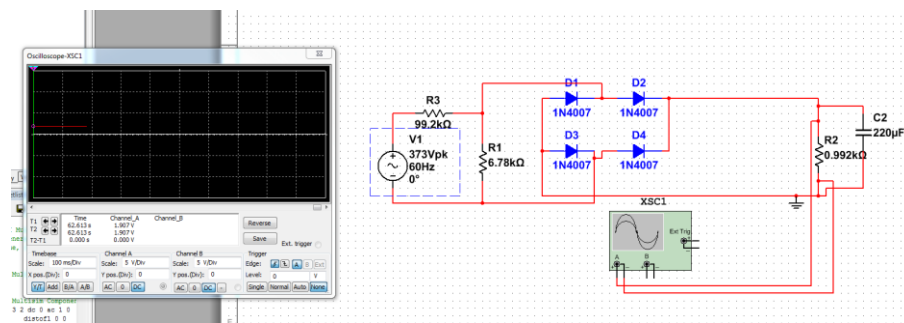 Oscilloscope-XSC1
T1
T2
T2-T1
Time Channel_A Channel_B
62.613 s 1.907 V
62.613 s 1.907 V
0.000 s 0.000 V
Reverse
Save
Ext. trigger
Timebase
Scale: 100 ms/Div
X pos.(Div): 0
Y/T Add B/A A/B
Channel A
Scale: 5 V/Div
Y pos.(Div): 0
AC 0 DC
Channel B
Scale: 5 V/Div
Y pos.(Div): 0
AC 0 DC -
Trigger
Edge: A B Ext
Level: 0 V
Single Normal Auto None
Multisim Component
3 2 dc 0 ac 1 0
distof1 0 0
R3
99.2kΩ
V1
373Vpk
60Hz
0°
R1
6.78kΩ
D1
1N4007
D2
1N4007
D3
1N4007
D4
1N4007
R2
0.992kΩ
C2
220µF
XSC1
Ext Trig
A
B